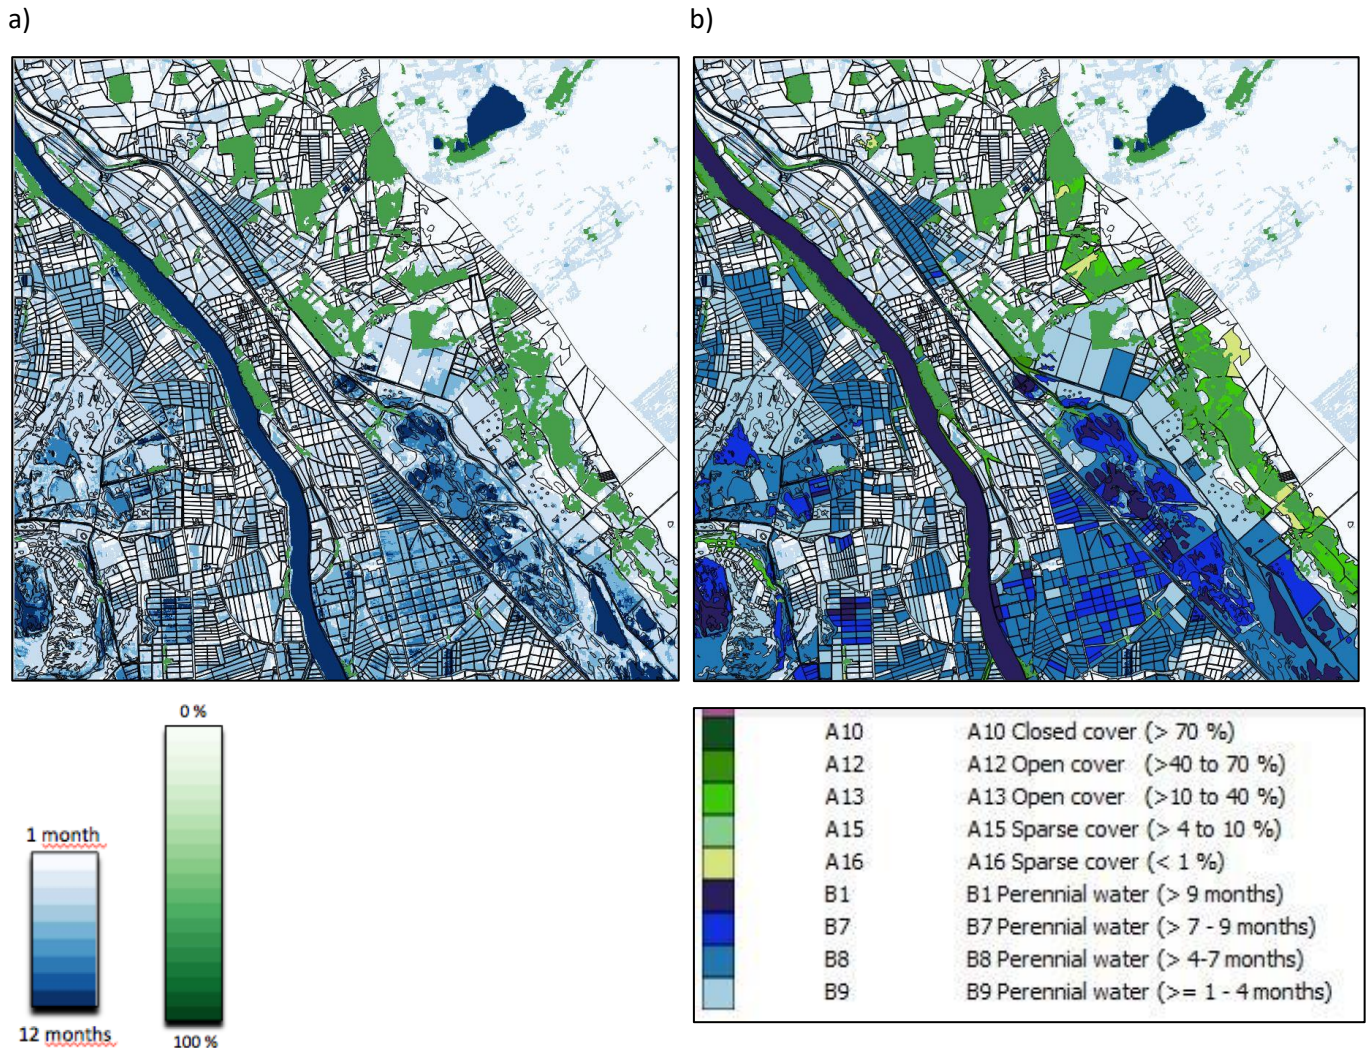 a)
b)
0 %
1 month
12 months
100 %
A10 A10 Closed cover (> 70 %)
A12 A12 Open cover (>40 to 70 %)
A13 A13 Open cover (>10 to 40 %)
A15 A15 Sparse cover (> 4 to 10 %)
A16 A16 Sparse cover (< 1 %)
B1 B1 Perennial water (> 9 months)
B7 B7 Perennial water (> 7 - 9 months)
B8 B8 Perennial water (> 4-7 months)
B9 B9 Perennial water (>= 1 - 4 months)